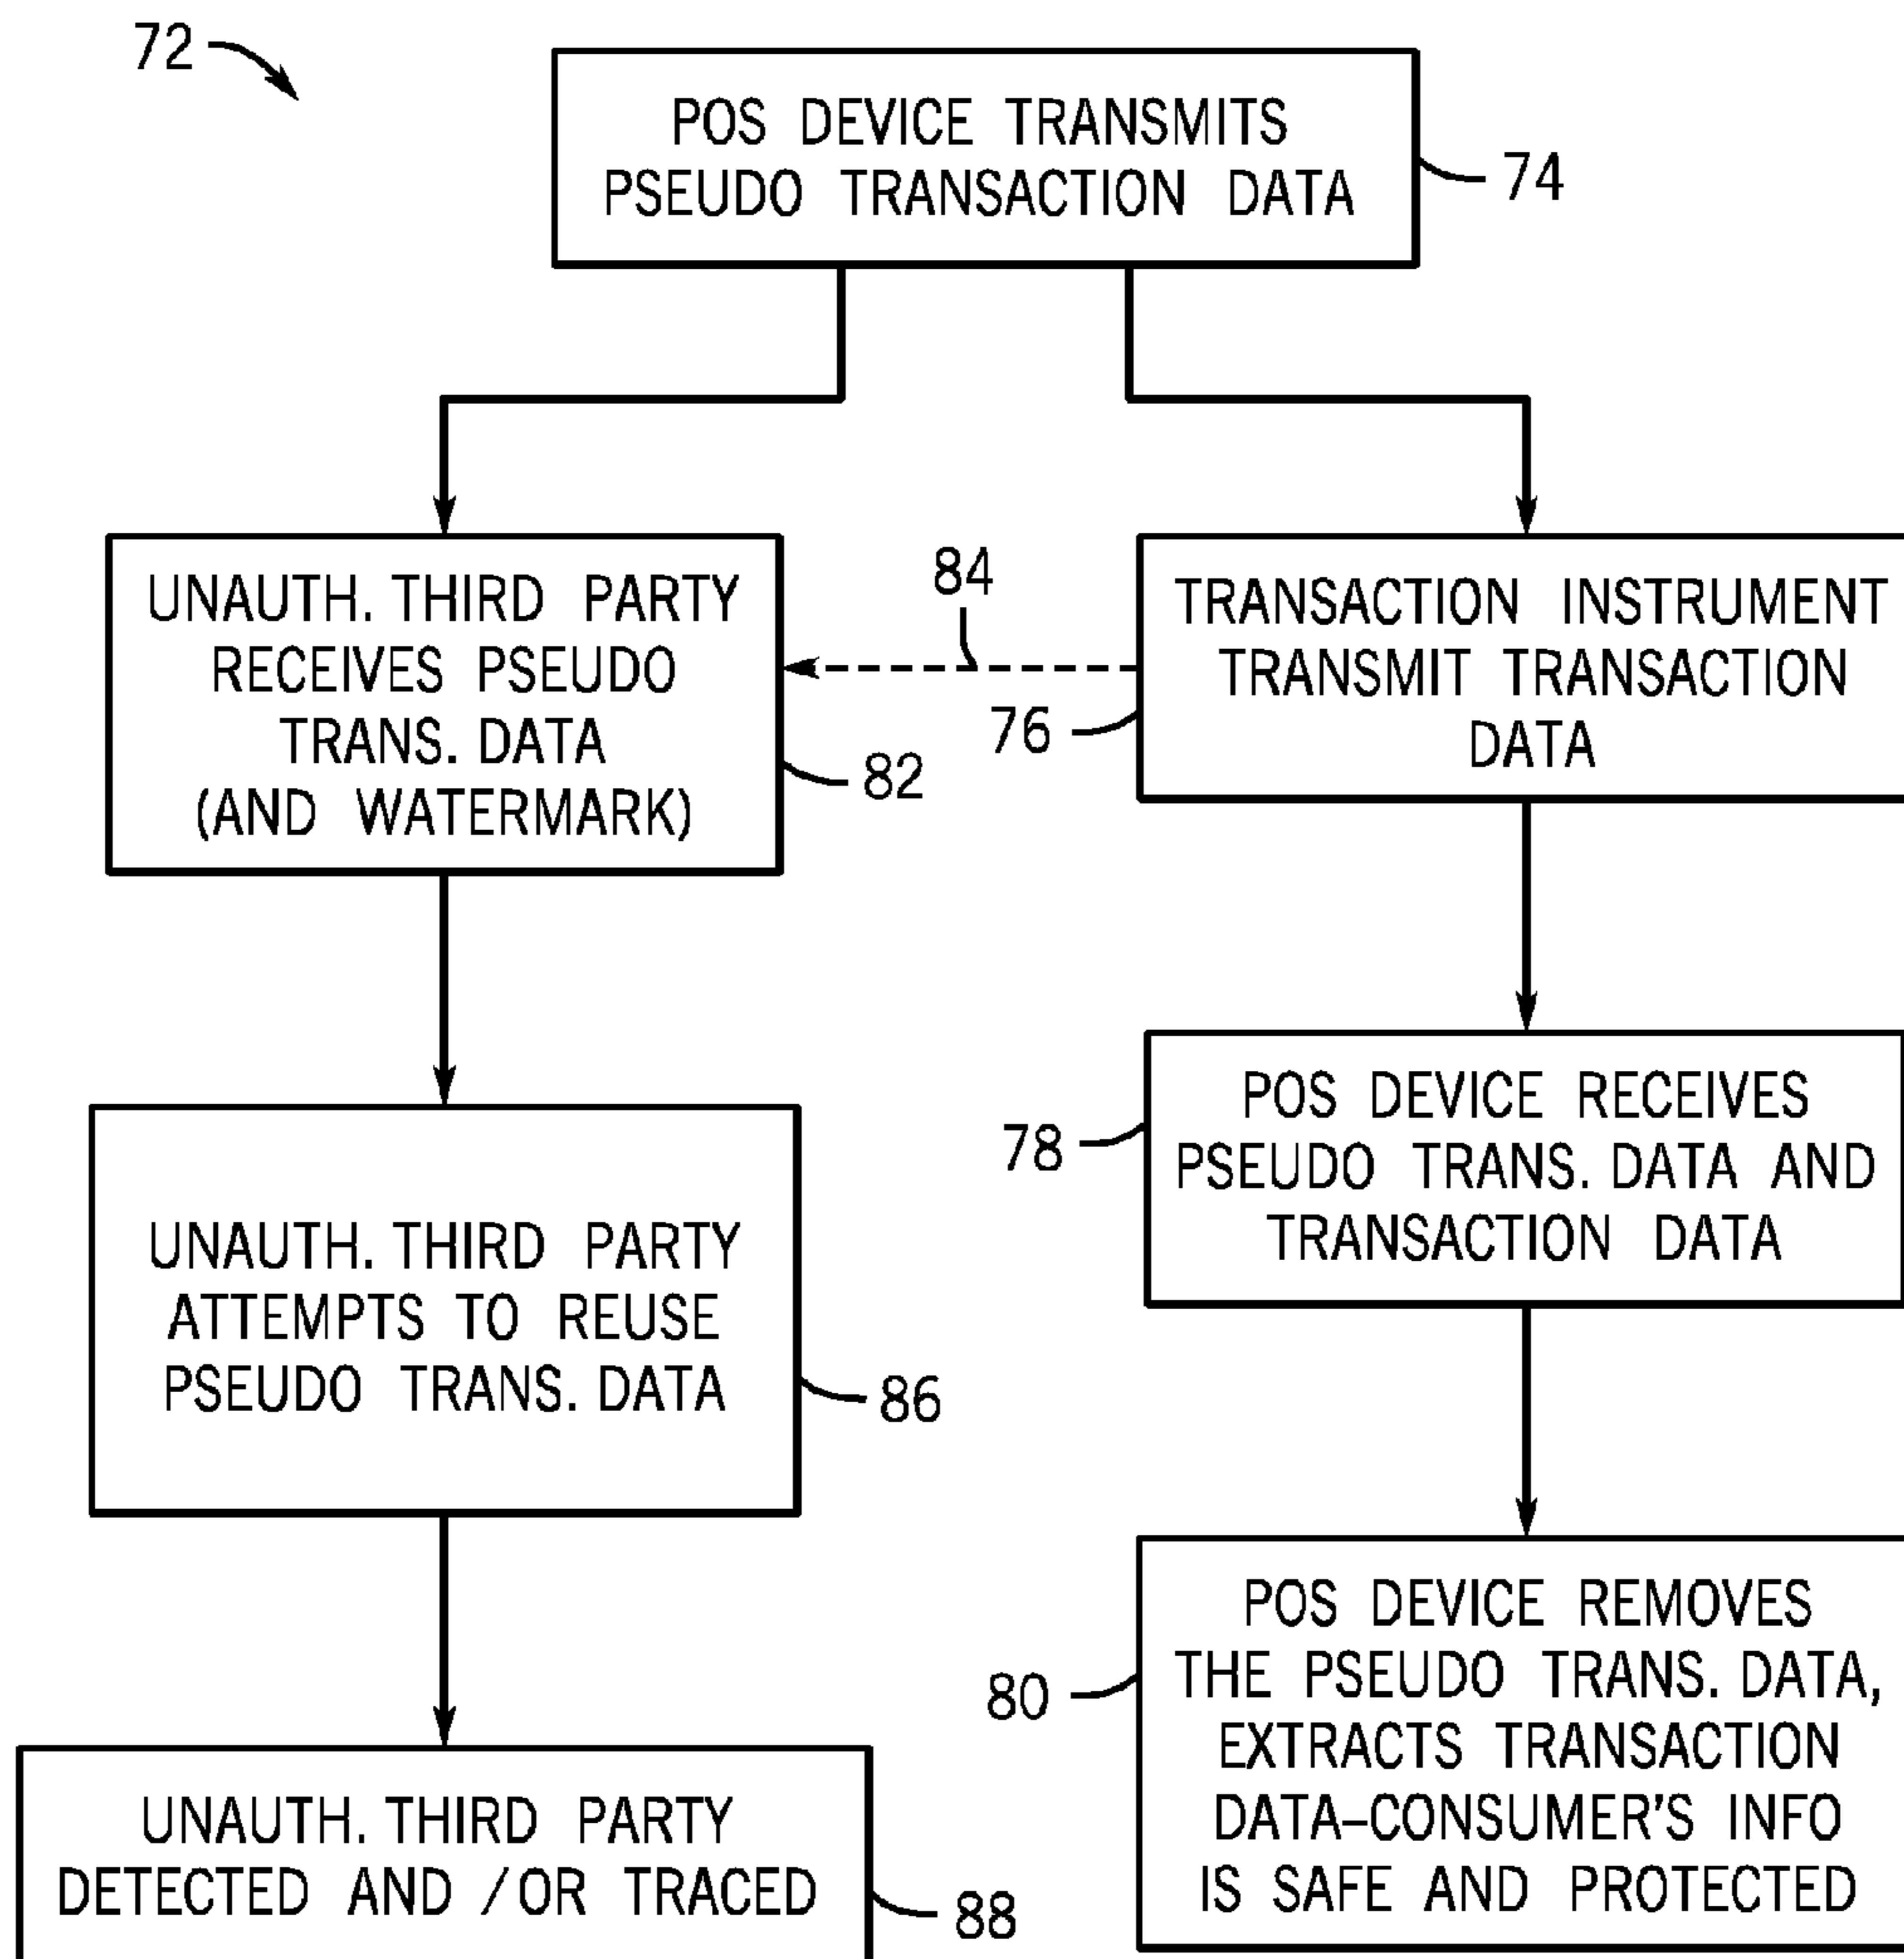 72
POS DEVICE TRANSMITS
PSEUDO TRANSACTION DATA
74
UNAUTH. THIRD PARTY
RECEIVES PSEUDO
TRANS. DATA
(AND WATERMARK)
82
84
76
TRANSACTION INSTRUMENT
TRANSMIT TRANSACTION
DATA
78
POS DEVICE RECEIVES
PSEUDO TRANS. DATA AND
TRANSACTION DATA
UNAUTH. THIRD PARTY
ATTEMPTS TO REUSE
PSEUDO TRANS. DATA
86
80
POS DEVICE REMOVES
THE PSEUDO TRANS. DATA,
EXTRACTS TRANSACTION
DATA–CONSUMER'S INFO
IS SAFE AND PROTECTED
UNAUTH. THIRD PARTY
DETECTED AND /OR TRACED
88